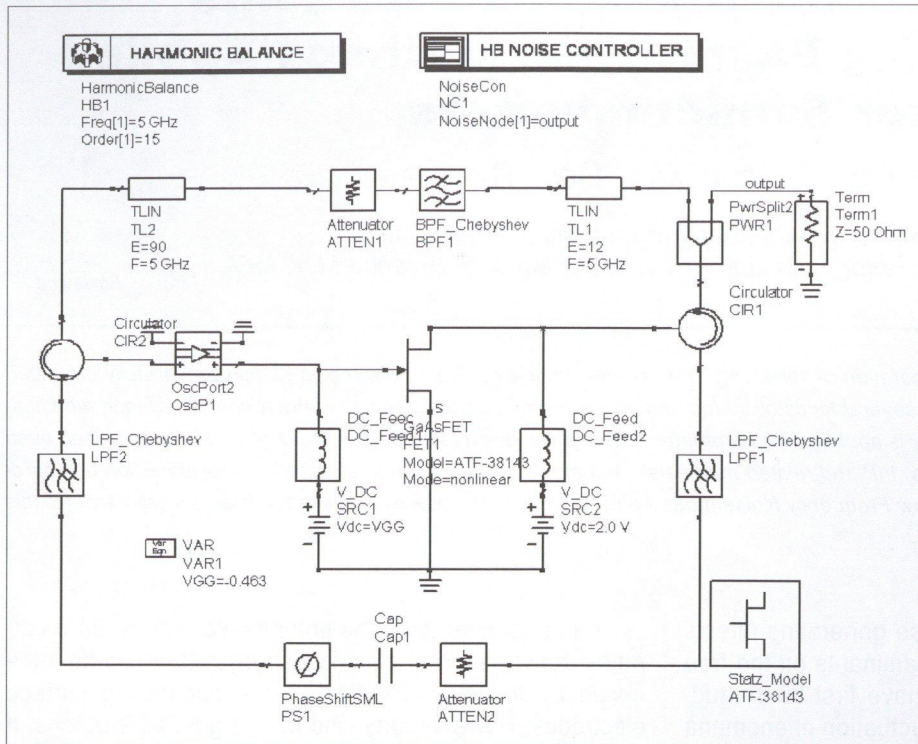 HARMONIC BALANCE
HarmonicBalance
HB1
Freq[1]=5 GHz
Order[1]=15
HB NOISE CONTROLLER
NoiseCon
NC1
NoiseNode[1]=output
TLIN
TL2
E=90
F=5 GHz
Attenuator
ATTEN1
BPF_Chebyshev
BPF1
TLIN
TL1
E=12
F=5 GHz
output
PwrSplit2
PWR1
Term
Term1
Z=50 Ohm
Circulator
CIR2
OscPort2
OscP1
Circulator
CIR1
LPF_Chebyshev
LPF2
DC_Feed
DC_Feed1
S
GaAsFET
FET1
Model=ATF-38143
Mode=nonlinear
DC_Feed
DC_Feed2
LPF_Chebyshev
LPF1
V_DC
SRC1
Vdc=VGG
V_DC
SRC2
Vdc=2.0 V
Var
Eqn
VAR
VAR1
VGG=-0.463
PhaseShiftSML
PS1
Cap
Cap1
Attenuator
ATTEN2
Statz_Model
ATF-38143